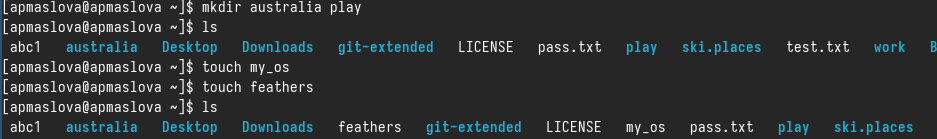 [apmaslova@apmaslova ~]$ mkdir australia play
[apmaslova@apmaslova ~]$ ls
abc1 australia Desktop Downloads git-extended LICENSE pass.txt play ski.places test.txt work
[apmaslova@apmaslova ~]$ touch my_os
[apmaslova@apmaslova ~]$ touch feathers
[apmaslova@apmaslova ~]$ ls
abc1 australia Desktop Downloads feathers git-extended LICENSE my_os pass.txt play ski.places